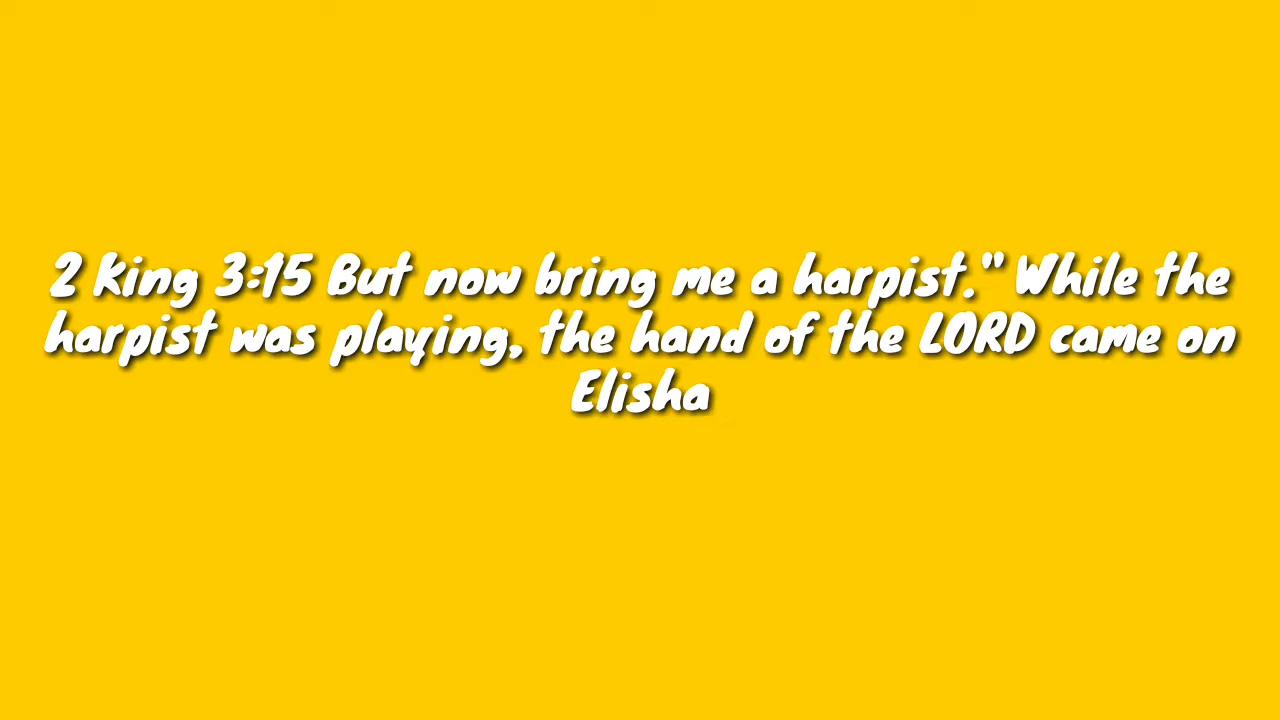 2 King 3:15 But now bring me a harpist." While the
harpist was playing, the hand of the LORD came on
Elisha